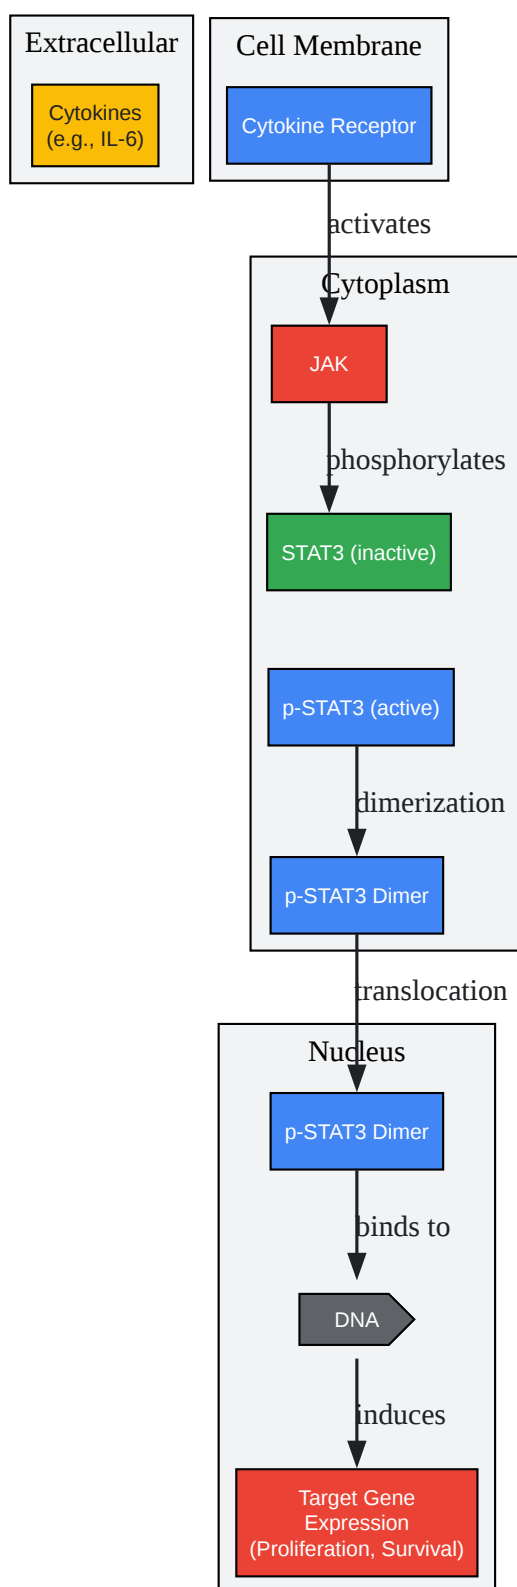 Extracellular
Cell Membrane
Cytokines
(e.g., IL-6)
Cytokine Receptor
activates
Cytoplasm
JAK
phosphorylates
STAT3 (inactive)
p-STAT3 (active)
dimerization
p-STAT3 Dimer
translocation
Nucleus
p-STAT3 Dimer
binds to
DNA
induces
Target Gene
Expression
(Proliferation, Survival)